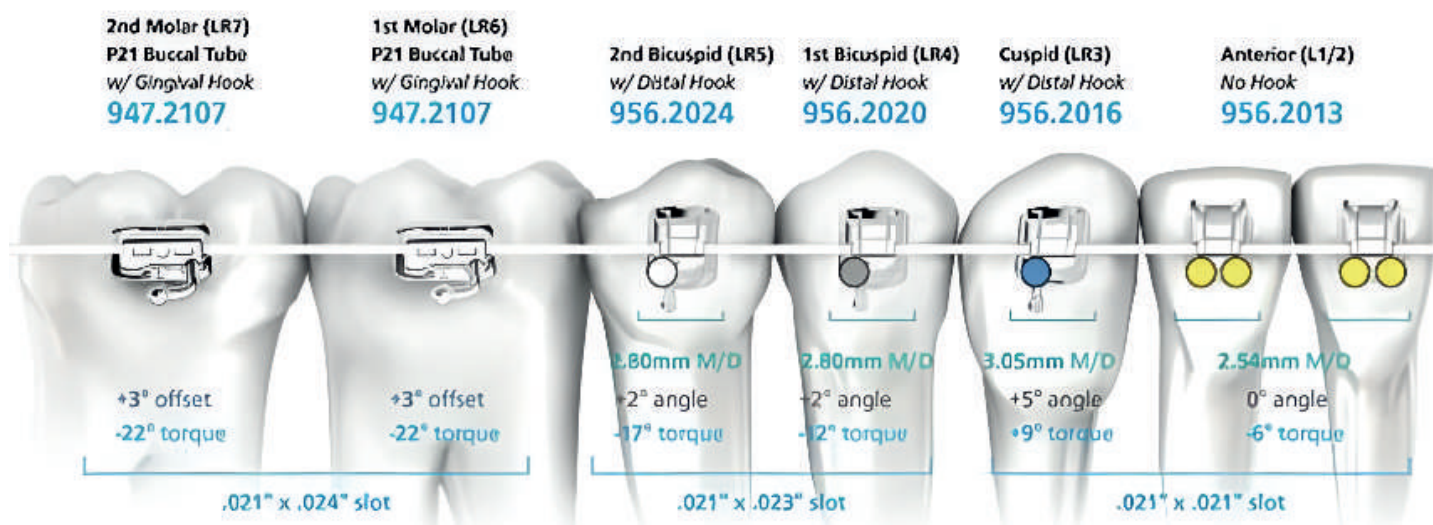 2nd Molar (LR7)
P21 Buccal Tube
w/ Gingival Hook
947.2107
1st Molar (LR6)
P21 Buccal Tube
w/ Gingival Hook
947.2107
2nd Bicuspid (LR5)
w/ Distal Hook
956.2024
1st Bicuspid (LR4)
w/ Distal Hook
956.2020
Cuspid (LR3)
w/ Distal Hook
956.2016
Anterior (L1/2)
No Hook
956.2013
+3° offset
-22° torque
+3° offset
-22° torque
2.80mm M/D
+2° angle
-17° torque
2.80mm M/D
+2° angle
-12° torque
3.05mm M/D
+5° angle
+9° torque
2.54mm M/D
0° angle
-6° torque
.021" x .024" slot
.021" x .023" slot
.021" x .021" slot